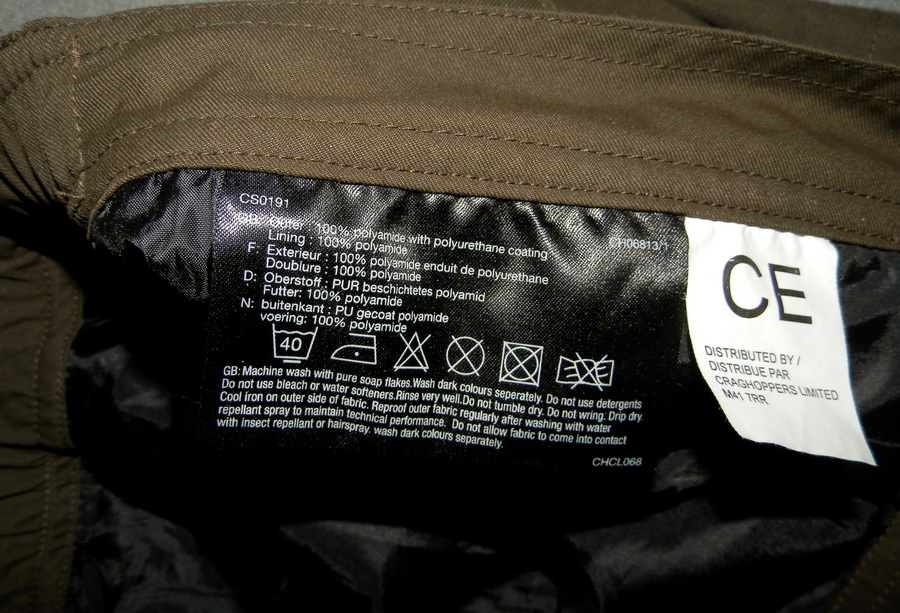 CS0191
GB: Outer : 100% polyamide with polyurethane coating
CH06813/1
Lining : 100% polyamide
F: Exterieur : 100% polyamide enduit de polyurethane
Doublure : 100% polyamide
D: Oberstoff : PUR beschichtetes polyamid
Futter: 100% polyamide
N: buitenkant : PU gecoat polyamide
voering: 100% polyamide
40
GB: Machine wash with pure soap flakes.Wash dark colours seperately. Do not use detergents
Do not use bleach or water softeners.Rinse very well.Do not tumble dry. Do not wring. Drip dry.
Cool iron on outer side of fabric. Reproof outer fabric regularly after washing with water
repellant spray to maintain technical performance. Do not allow fabric to come into contact
with insect repellant or hairspray. wash dark colours separately.
CHCL068
CE
DISTRIBUTED BY /
DISTRIBUE PAR
CRAGHOPPERS LIMITED
M41 7RR.